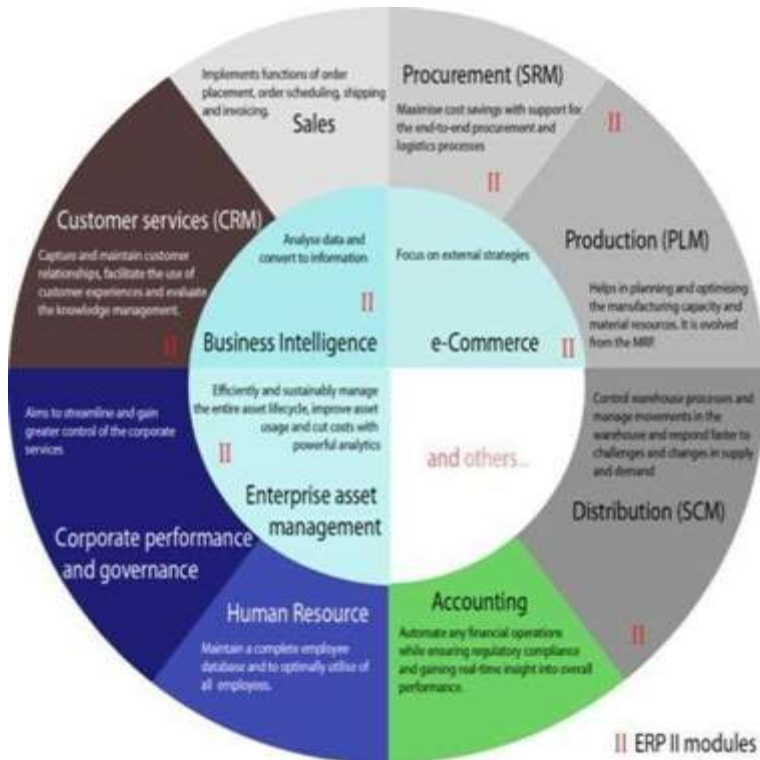 Implements functions of order
placement, order scheduling, shipping
and invoicing.
Sales
Procurement (SRM)
Maximise cost savings with support for
the end-to-end procurement and
logistics processes
II
II
Production (PLM)
Helps in planning and optimising
the manufacturing capacity and
material resources. It is evolved
from the MRP.
Customer services (CRM)
Capture and maintain customer
relationships, facilitate the use of
customer experiences and evaluate
the knowledge management.
II
Analyse data and
convert to information
II
Business Intelligence
Focus on external strategies
e-Commerce
II
Efficiently and sustainably manage
the entire asset lifecycle, improve asset
usage and cut costs with
powerful analytics
II
Enterprise asset
management
and others...
Control warehouse processes and
manage movements in the
warehouse and respond faster to
challenges and changes in supply
and demand
Distribution (SCM)
II
Aims to streamline and gain
greater control of the corporate
services
Corporate performance
and governance
Human Resource
Maintain a complete employee
database and to optimally utilise of
all employees.
Accounting
Automate any financial operations
while ensuring regulatory compliance
and gaining real-time insight into overall
performance.
II ERP II modules